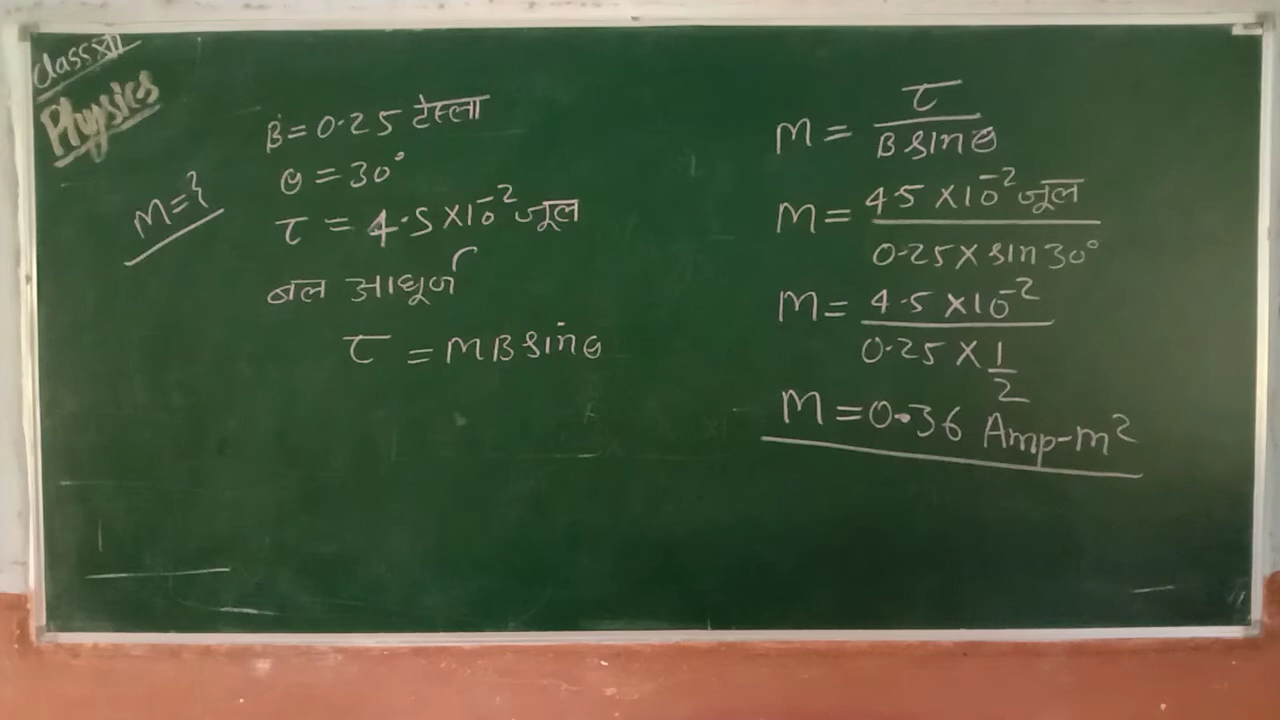 Class XII
Physics
M = ?
B = 0.25 टेस्ला
θ = 30°
τ = 4.5 × 10⁻² जूल
बल आघूर्ण
τ = MB sinθ
M = τ / B sinθ
M = 4.5 × 10⁻² जूल / 0.25 × sin 30°
M = 4.5 × 10⁻² / 0.25 × 1/2
M = 0.36 Amp-m²